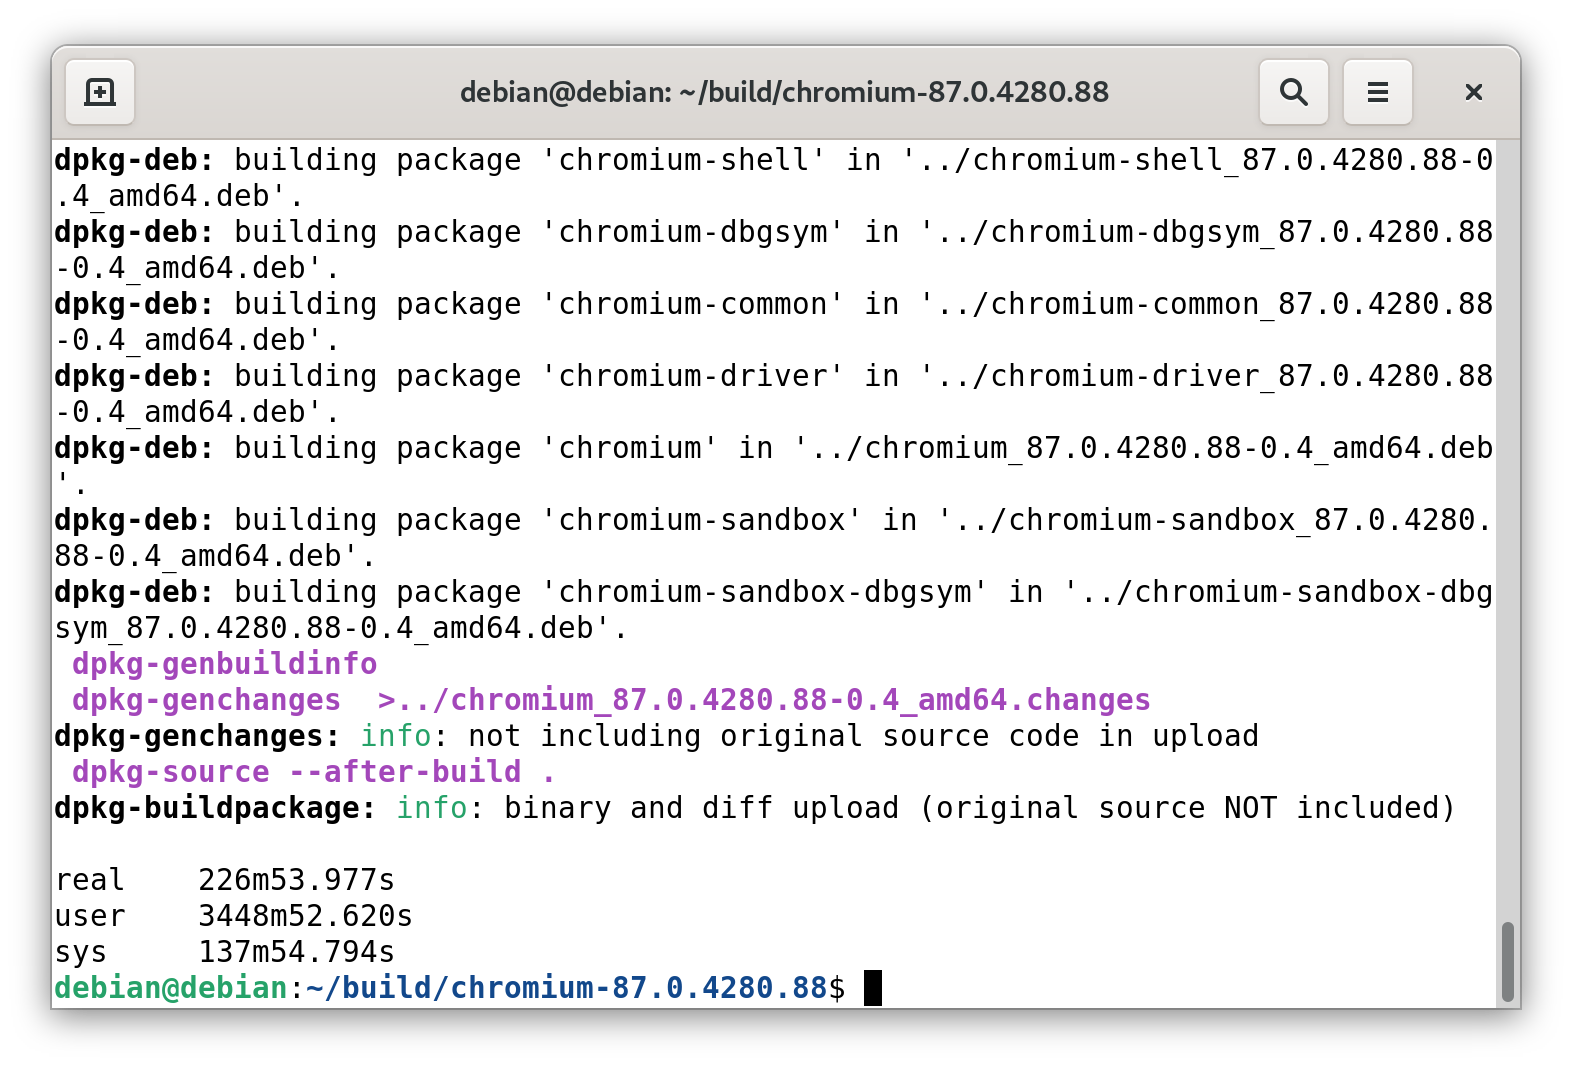 debian@debian: ~/build/chromium-87.0.4280.88
dpkg-deb: building package 'chromium-shell' in '../chromium-shell_87.0.4280.88-0
.4_amd64.deb'.
dpkg-deb: building package 'chromium-dbgsym' in '../chromium-dbgsym_87.0.4280.88
-0.4_amd64.deb'.
dpkg-deb: building package 'chromium-common' in '../chromium-common_87.0.4280.88
-0.4_amd64.deb'.
dpkg-deb: building package 'chromium-driver' in '../chromium-driver_87.0.4280.88
-0.4_amd64.deb'.
dpkg-deb: building package 'chromium' in '../chromium_87.0.4280.88-0.4_amd64.deb
'.
dpkg-deb: building package 'chromium-sandbox' in '../chromium-sandbox_87.0.4280.
88-0.4_amd64.deb'.
dpkg-deb: building package 'chromium-sandbox-dbgsym' in '../chromium-sandbox-dbg
sym_87.0.4280.88-0.4_amd64.deb'.
 dpkg-genbuildinfo
 dpkg-genchanges  >../chromium_87.0.4280.88-0.4_amd64.changes
dpkg-genchanges: info: not including original source code in upload
 dpkg-source --after-build .
dpkg-buildpackage: info: binary and diff upload (original source NOT included)

real    226m53.977s
user    3448m52.620s
sys     137m54.794s
debian@debian:~/build/chromium-87.0.4280.88$